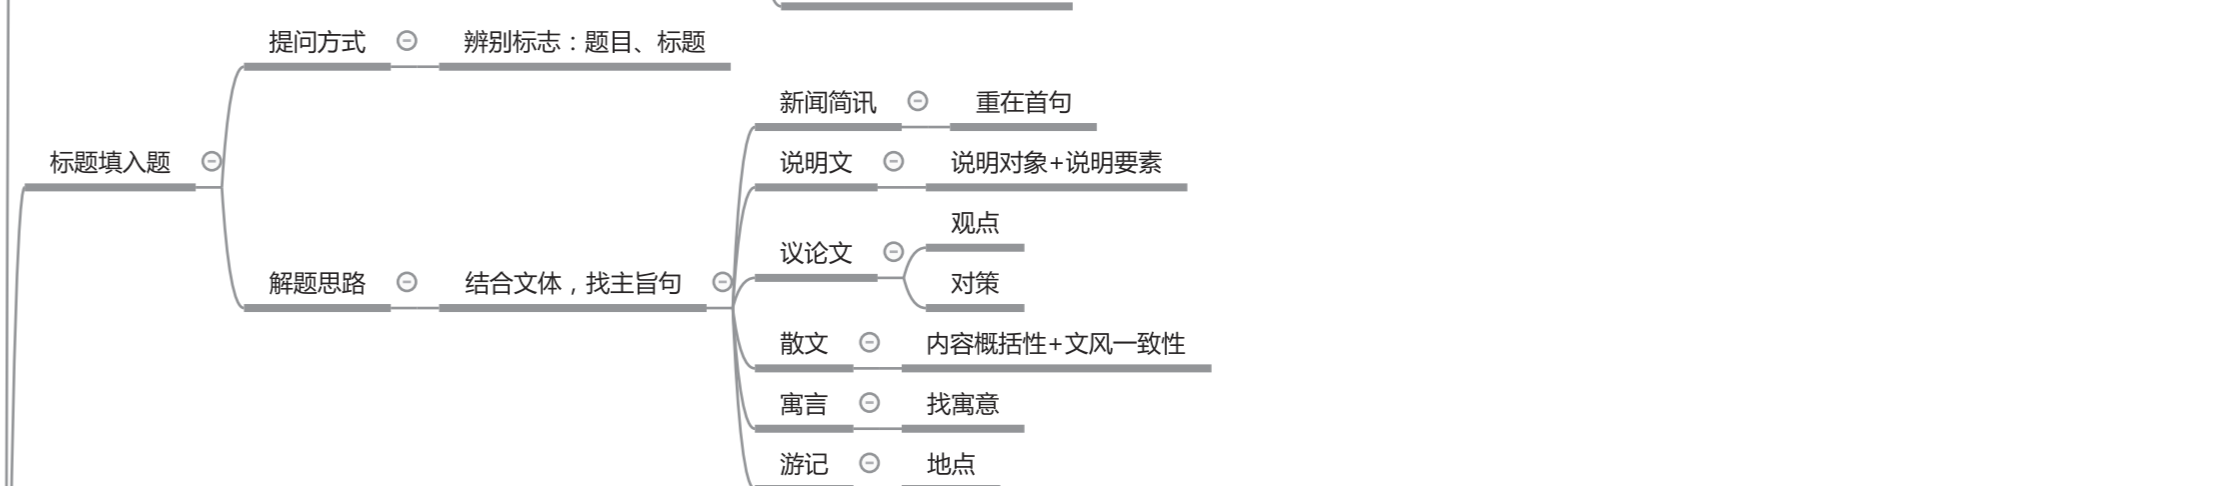 提问方式 辨别标志：题目、标题
新闻简讯 重在首句
标题填入题 说明文 说明对象+说明要素
观点
议论文
解题思路 结合文体，找主旨句 对策
散文 内容概括性+文风一致性
寓言 找寓意
游记 地点